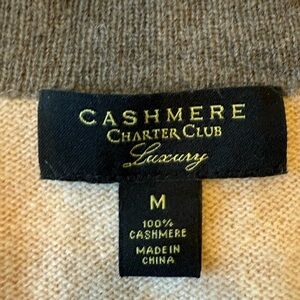 CASHMERE
CHARTER CLUB
Luxury
M
100%
CASHMERE
MADE IN
CHINA